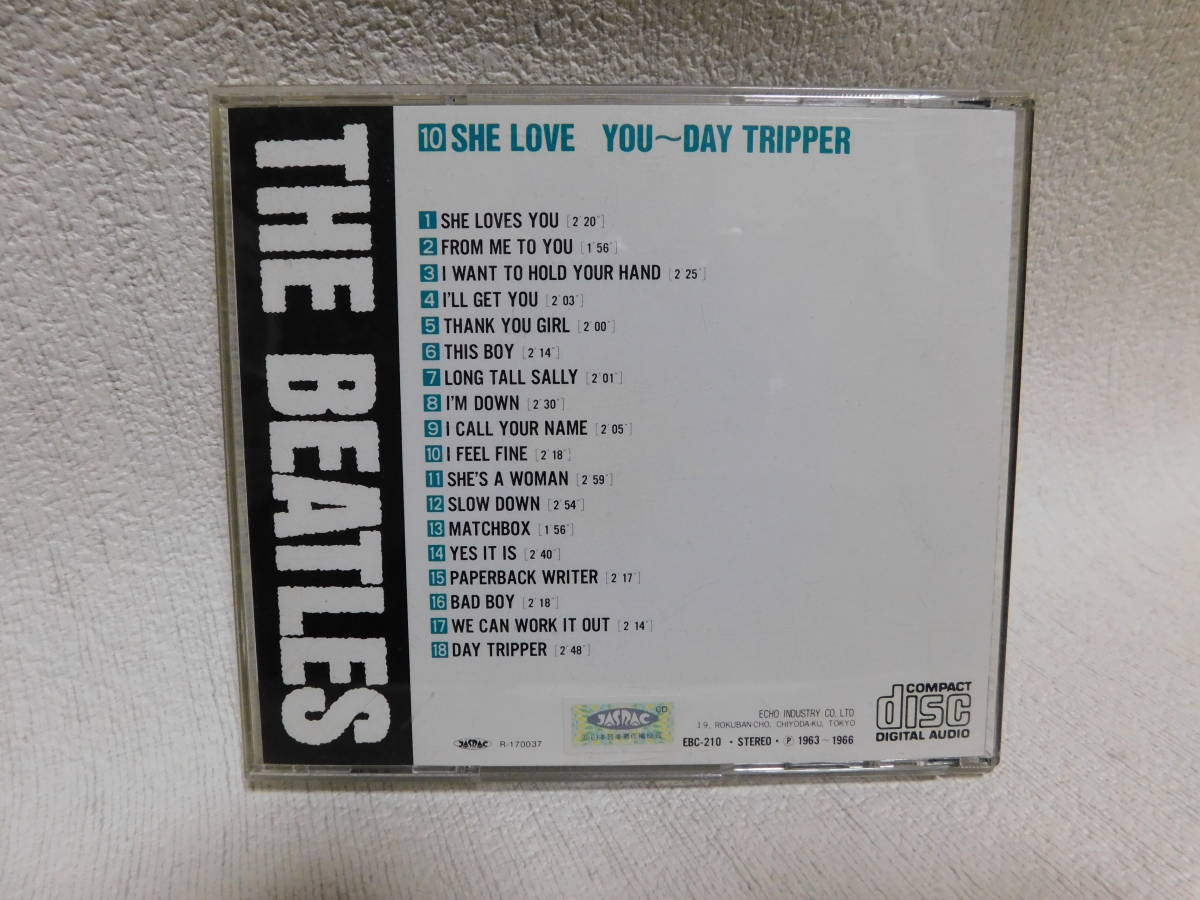 THE BEATLES
10 SHE LOVE YOU~DAY TRIPPER
1 SHE LOVES YOU [2'20"]
2 FROM ME TO YOU [1'56"]
3 I WANT TO HOLD YOUR HAND [2'25"]
4 I'LL GET YOU [2'03"]
5 THANK YOU GIRL [2'00"]
6 THIS BOY [2'14"]
7 LONG TALL SALLY [2'01"]
8 I'M DOWN [2'30"]
9 I CALL YOUR NAME [2'05"]
10 I FEEL FINE [2'18"]
11 SHE'S A WOMAN [2'59"]
12 SLOW DOWN [2'54"]
13 MATCHBOX [1'56"]
14 YES IT IS [2'40"]
15 PAPERBACK WRITER [2'17"]
16 BAD BOY [2'18"]
17 WE CAN WORK IT OUT [2'14"]
18 DAY TRIPPER [2'48"]
JASRAC R-170037
CD
JASRAC
ECHO INDUSTRY CO., LTD
1.9, ROKUBAN-CHO, CHIYODA-KU, TOKYO
EBC-210 • STEREO • Ⓟ 1963~1966
COMPACT
disc
DIGITAL AUDIO